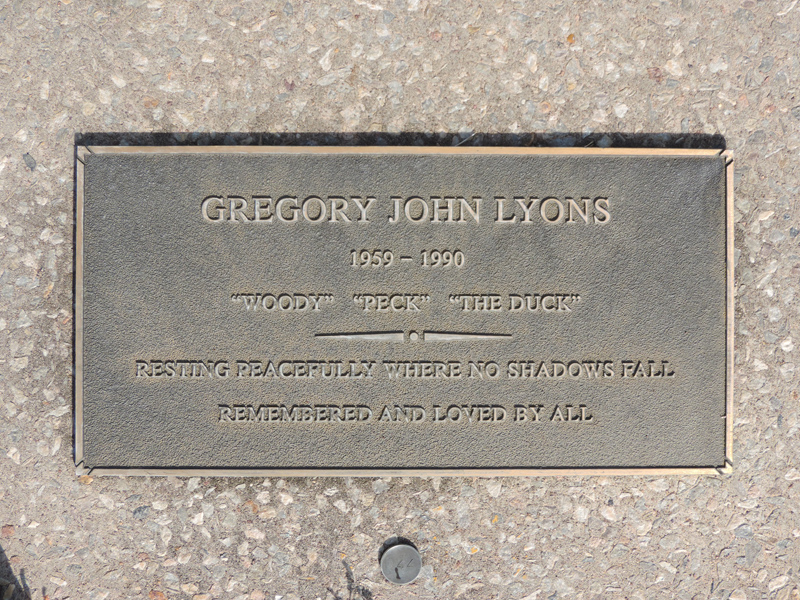 GREGORY JOHN LYONS
1959 – 1990
“WOODY” “PECK” “THE DUCK”
RESTING PEACEFULLY WHERE NO SHADOWS FALL
REMEMBERED AND LOVED BY ALL